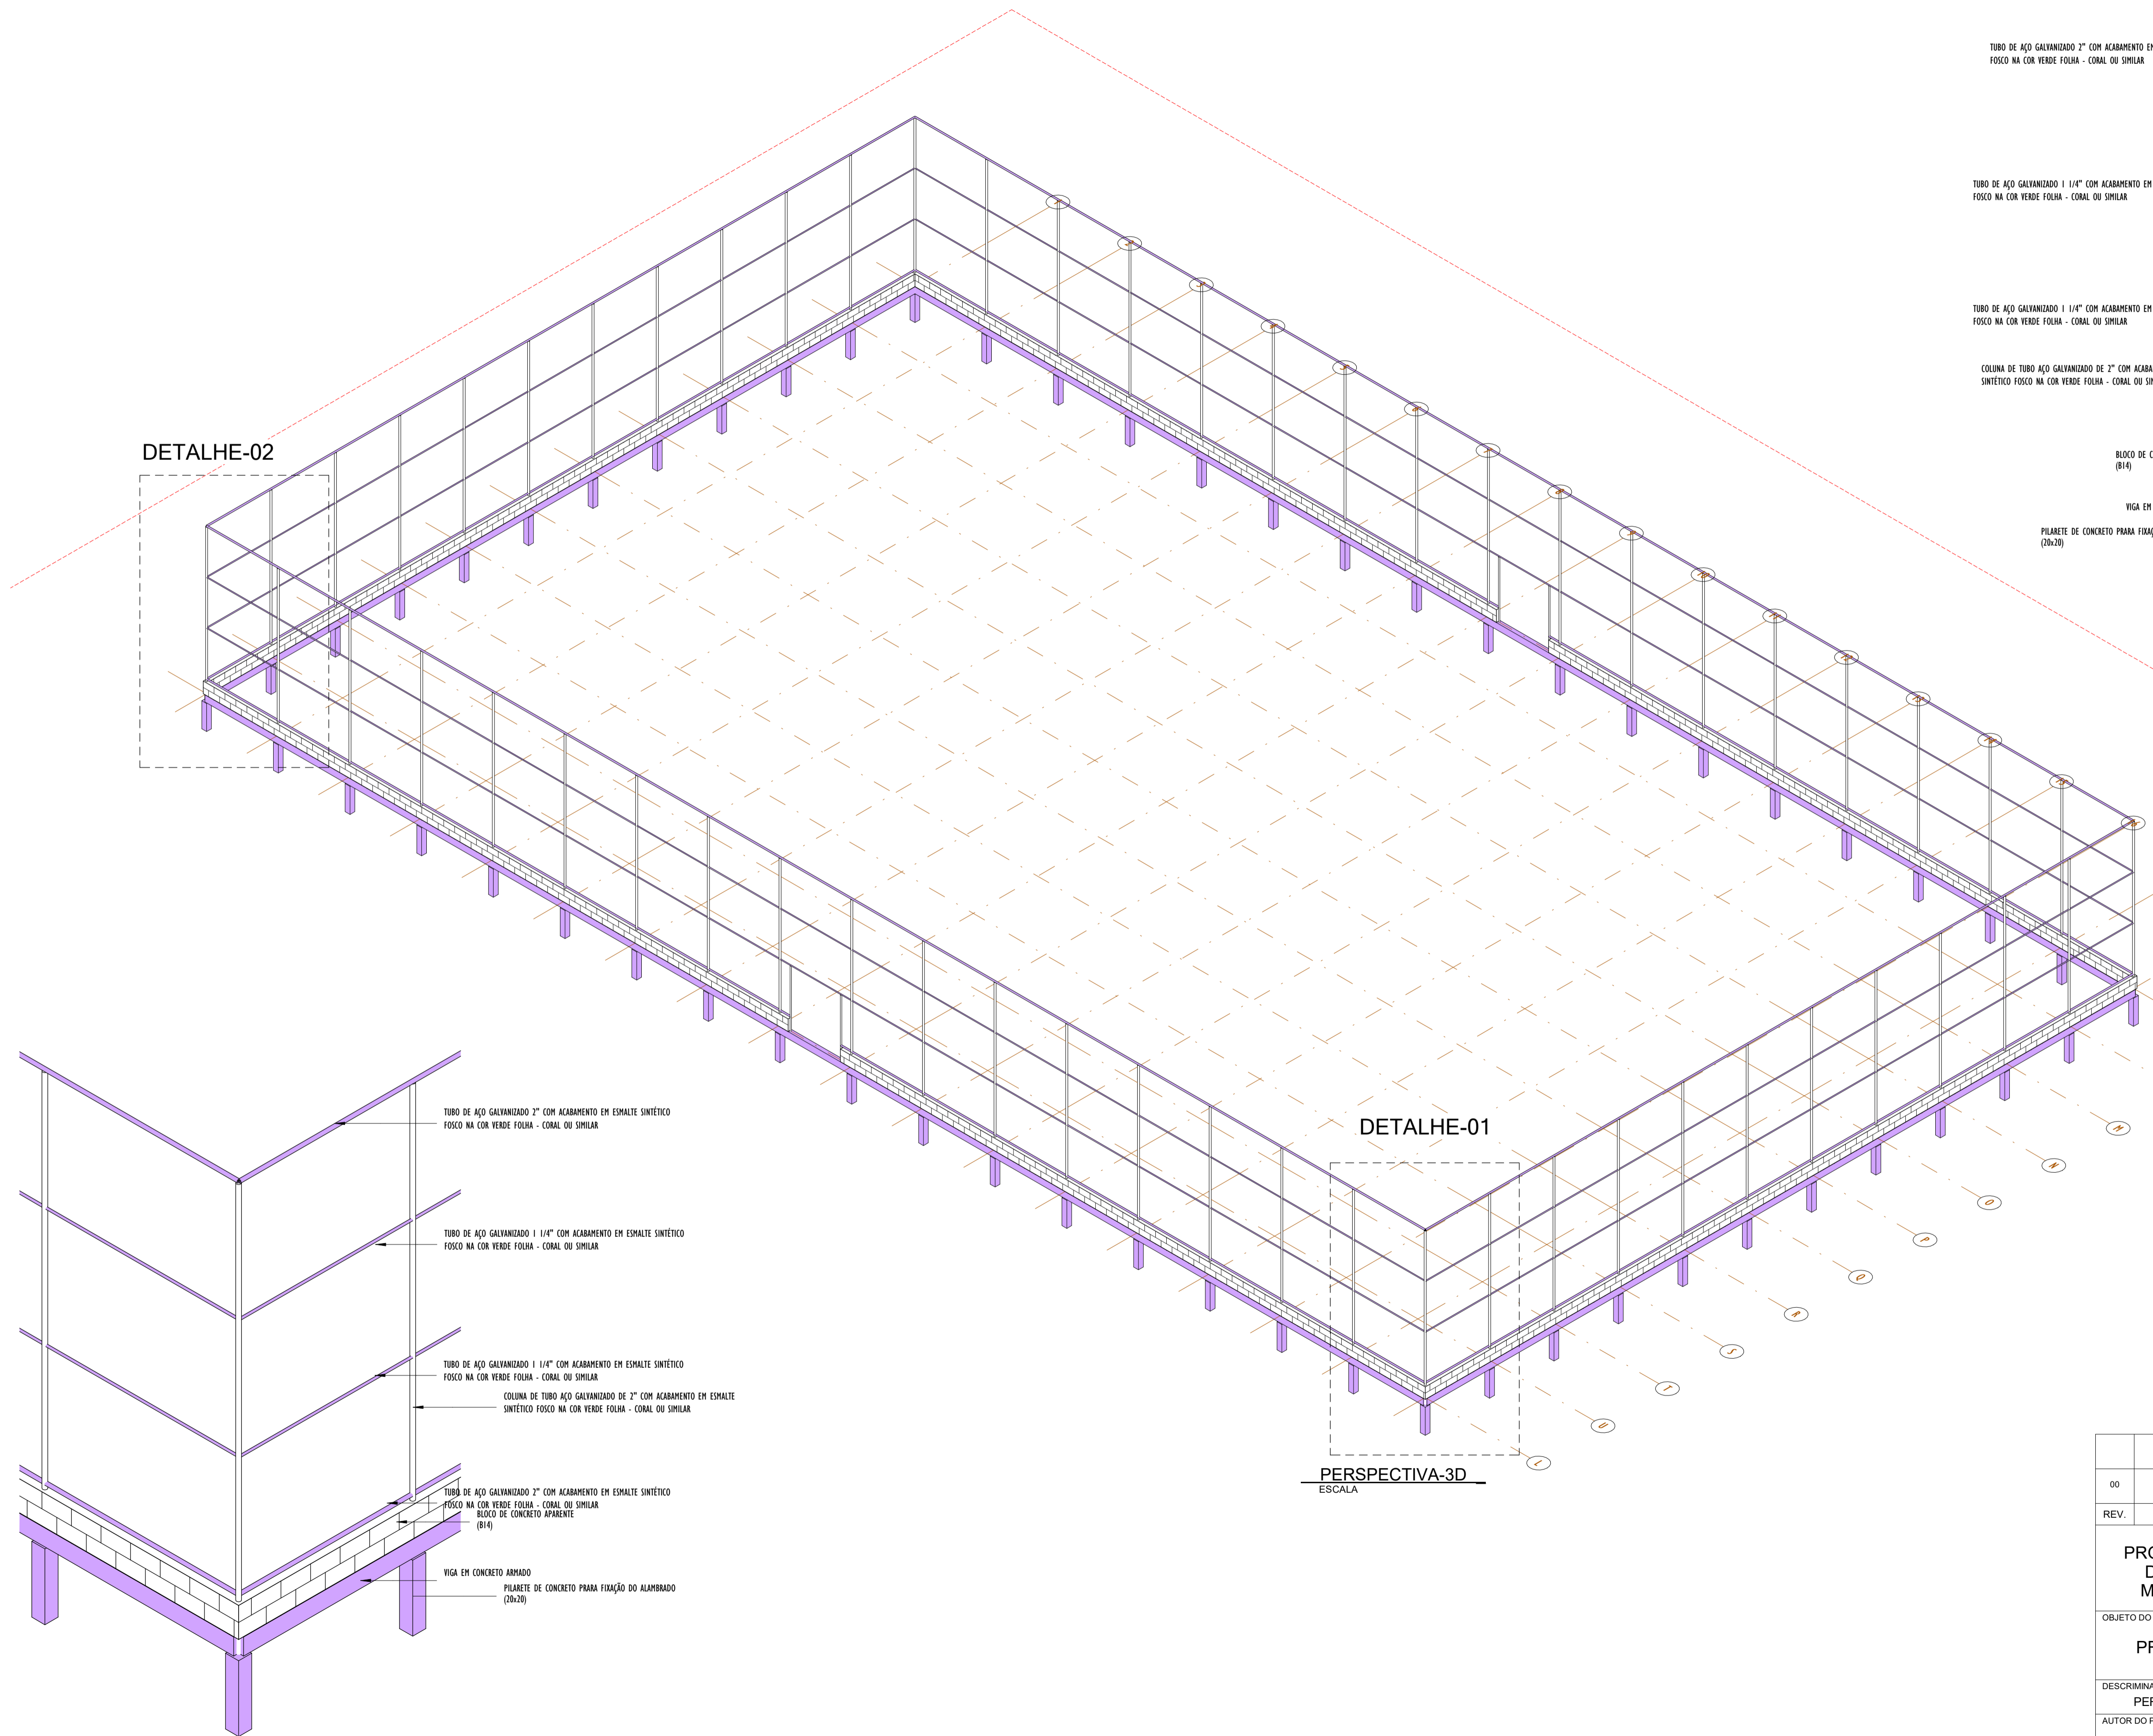 TUBO DE AÇO GALVANIZADO 2" COM ACABAMENTO EM
FOSCO NA COR VERDE FOLHA - CORAL OU SIMILAR
TUBO DE AÇO GALVANIZADO 1 1/4" COM ACABAMENTO EM
FOSCO NA COR VERDE FOLHA - CORAL OU SIMILAR
TUBO DE AÇO GALVANIZADO 1 1/4" COM ACABAMENTO EM
FOSCO NA COR VERDE FOLHA - CORAL OU SIMILAR
COLUNA DE TUBO AÇO GALVANIZADO DE 2" COM
SINTÉTICO FOSCO NA COR VERDE FOLHA - CORAL OU
BLOCO DE
(B14)
VIGA EM
PILARETE DE CONCRETO PRARA
(20x20)
DETALHE-02
DETALHE-01
PERSPECTIVA-3D
ESCALA
M
N
O
P
Q
R
S
T
U
TUBO DE AÇO GALVANIZADO 2" COM ACABAMENTO EM ESMALTE SINTÉTICO
FOSCO NA COR VERDE FOLHA - CORAL OU SIMILAR
TUBO DE AÇO GALVANIZADO 1 1/4" COM ACABAMENTO EM ESMALTE SINTÉTICO
FOSCO NA COR VERDE FOLHA - CORAL OU SIMILAR
TUBO DE AÇO GALVANIZADO 1 1/4" COM ACABAMENTO EM ESMALTE SINTÉTICO
FOSCO NA COR VERDE FOLHA - CORAL OU SIMILAR
COLUNA DE TUBO AÇO GALVANIZADO DE 2" COM ACABAMENTO EM ESMALTE
SINTÉTICO FOSCO NA COR VERDE FOLHA - CORAL OU SIMILAR
TUBO DE AÇO GALVANIZADO 2" COM ACABAMENTO EM ESMALTE SINTÉTICO
FOSCO NA COR VERDE FOLHA - CORAL OU SIMILAR
BLOCO DE CONCRETO APARENTE
(B14)
VIGA EM CONCRETO ARMADO
PILARETE DE CONCRETO PRARA FIXAÇÃO DO ALAMBRADO
(20x20)
00
REV.
OBJETO DO
AUTOR DO